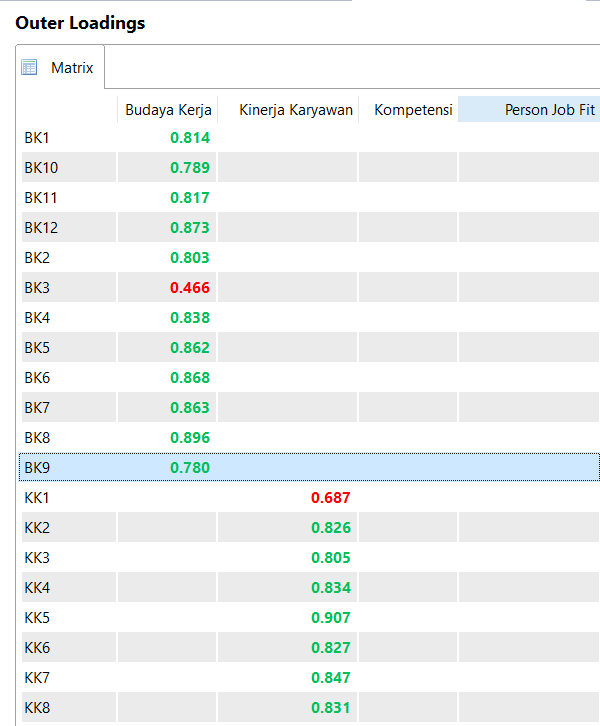 Outer Loadings
Matrix
Budaya Kerja Kinerja Karyawan Kompetensi Person Job Fit
BK1 0.814
BK10 0.789
BK11 0.817
BK12 0.873
BK2 0.803
BK3 0.466
BK4 0.838
BK5 0.862
BK6 0.868
BK7 0.863
BK8 0.896
BK9 0.780
KK1 0.687
KK2 0.826
KK3 0.805
KK4 0.834
KK5 0.907
KK6 0.827
KK7 0.847
KK8 0.831